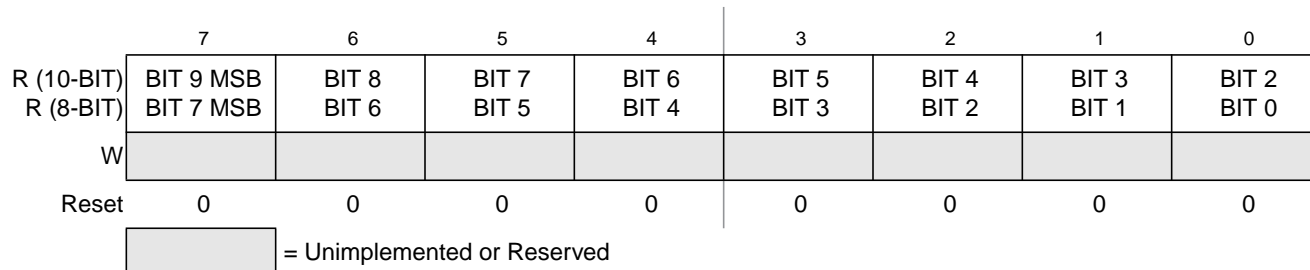 7 6 5 4 3 2 1 0
R (10-BIT) BIT 9 MSB BIT 8 BIT 7 BIT 6 BIT 5 BIT 4 BIT 3 BIT 2
R (8-BIT) BIT 7 MSB BIT 6 BIT 5 BIT 4 BIT 3 BIT 2 BIT 1 BIT 0
W
Reset 0 0 0 0 0 0 0 0
= Unimplemented or Reserved